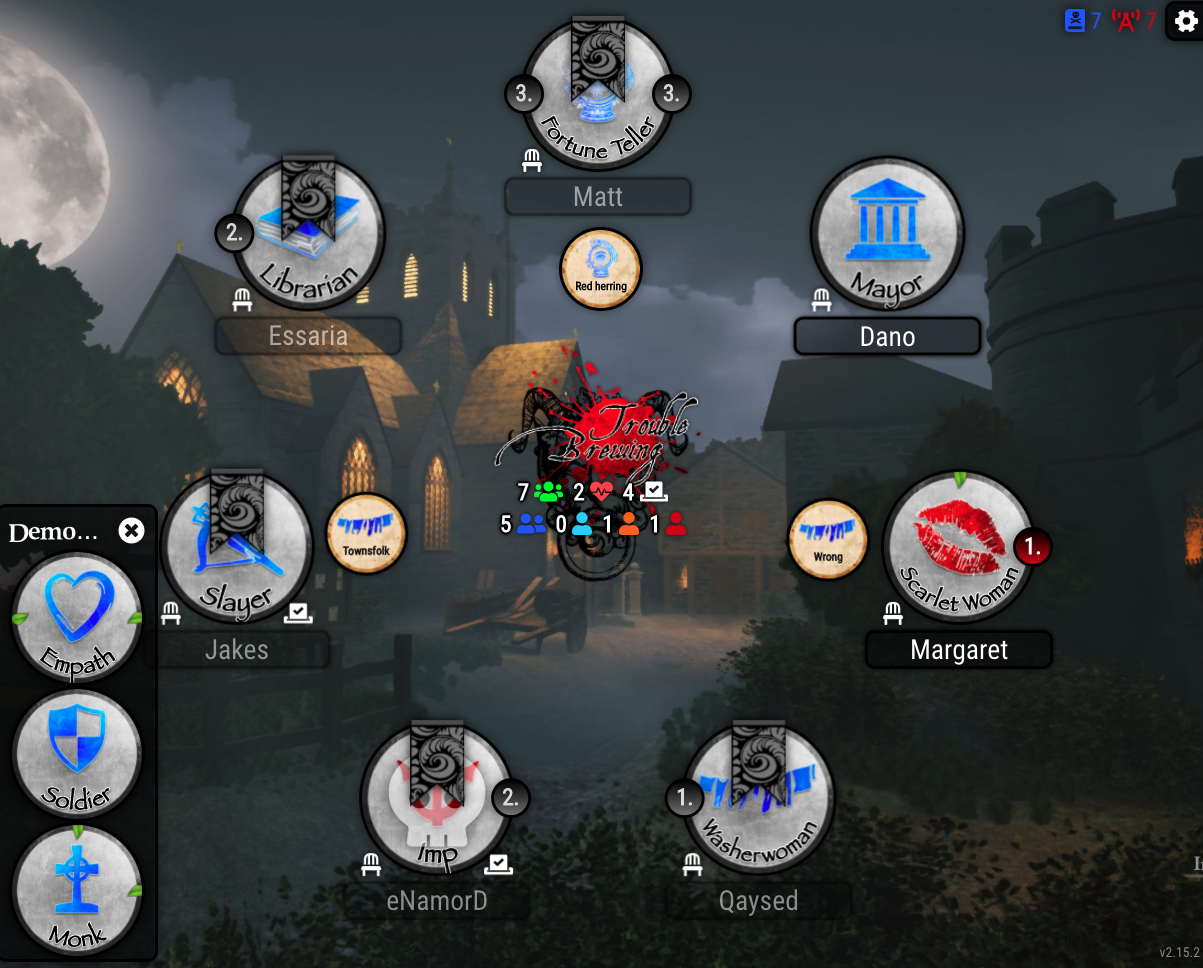 7 7
3. 3.
Fortune Teller
Matt
Red herring
2.
Librarian
Essaria
Mayor
Dano
Trouble
Brewing
7 2 4
5 0 1 1
Demo...
Empath
Soldier
Monk
Slayer
Jakes
Townsfolk
Wrong
1.
Scarlet Woman
Margaret
2.
Imp
eNamorD
1.
Washerwoman
Qaysed
v2.15.2